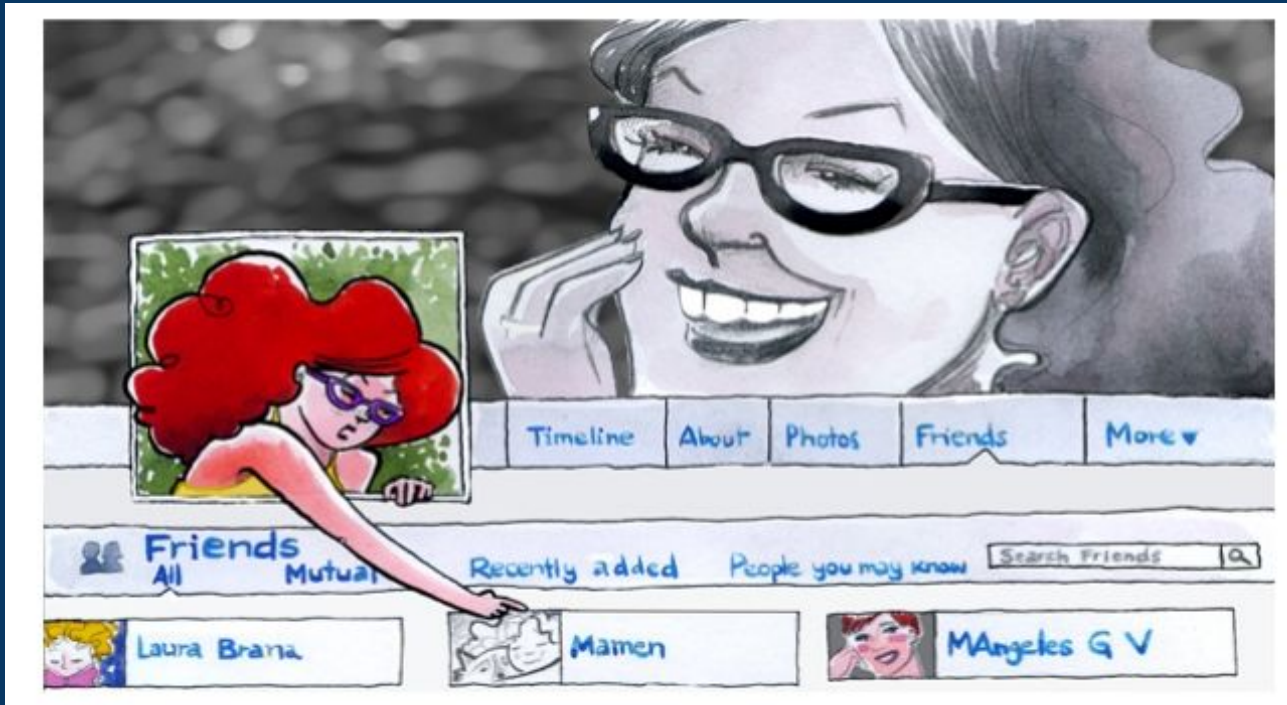 Timeline About Photos Friends More
Friends
All Mutual Recently added People you may know Search Friends
Laura Brana Mamen MAngeles G V